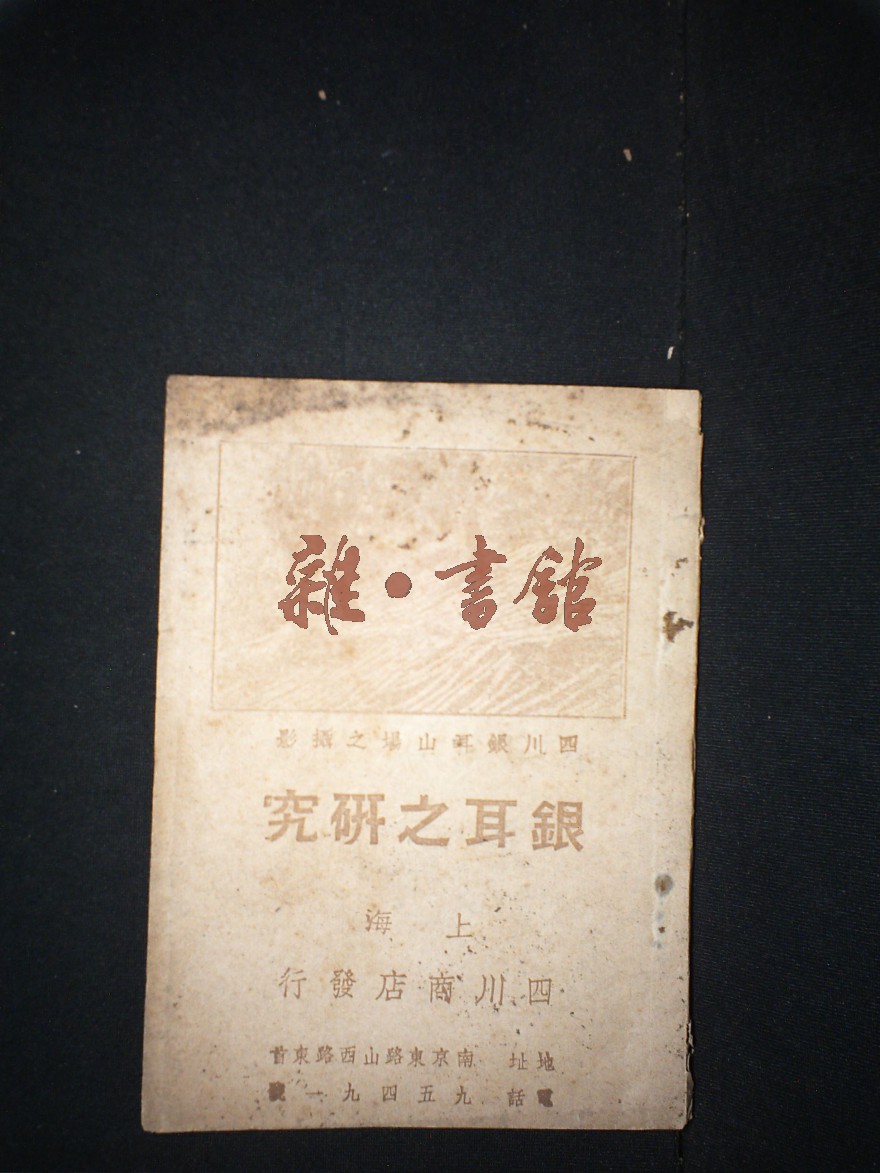 雜•書館
四川銀耳山場之攝影
銀耳之硏究
上海
四川商店發行
地址 南京東路山西路東首
電話 九五四九一號